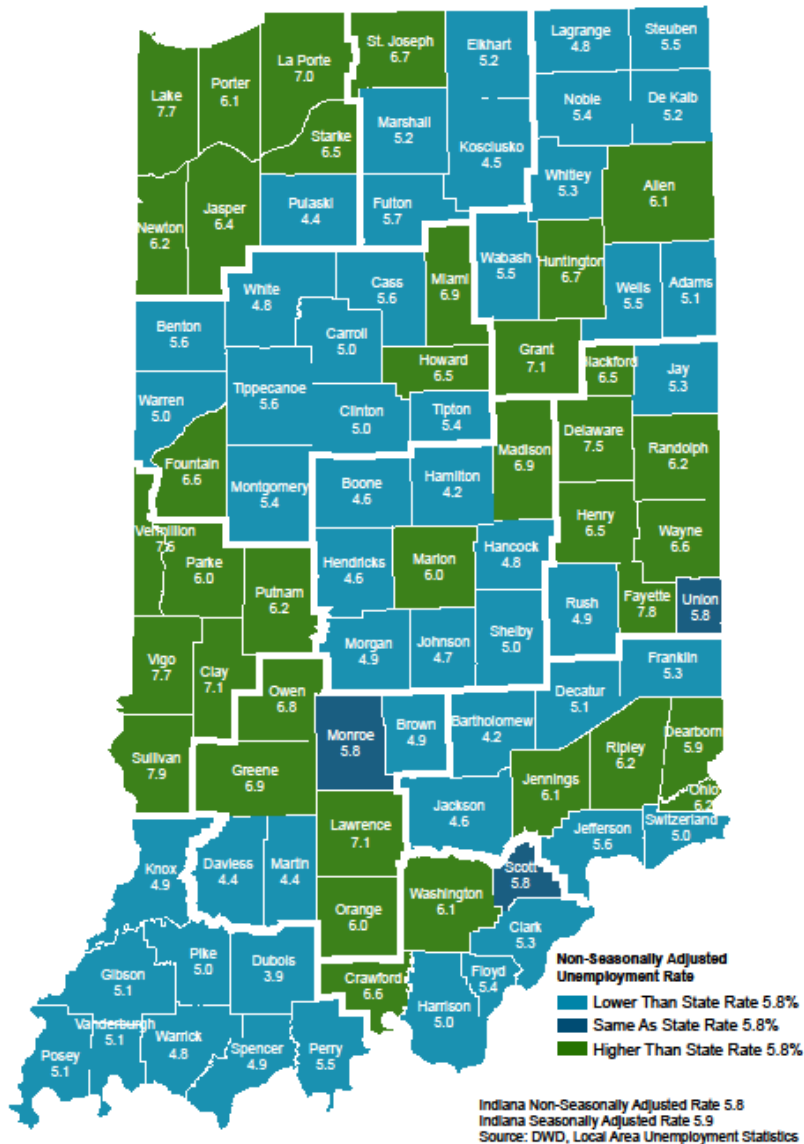 St. Joseph
6.7
Elkhart
5.2
Lagrange
4.8
Steuben
5.5
La Porte
7.0
Porter
6.1
Lake
7.7
Noble
5.4
De Kalb
5.2
Marshall
5.2
Starke
6.5
Kosciusko
4.5
Whitley
5.3
Allen
6.1
Newton
6.2
Jasper
6.4
Pulaski
4.4
Fulton
5.7
Wabash
5.5
Huntington
6.7
Wells
5.5
Adams
5.1
White
4.8
Cass
5.6
Miami
6.9
Benton
5.6
Carroll
5.0
Howard
6.5
Grant
7.1
Blackford
6.5
Jay
5.3
Warren
5.0
Tippecanoe
5.6
Clinton
5.0
Tipton
5.4
Madison
6.9
Delaware
7.5
Randolph
6.2
Fountain
6.6
Montgomery
5.4
Boone
4.6
Hamilton
4.2
Henry
6.5
Wayne
6.6
Vermillion
7.6
Parke
6.0
Putnam
6.2
Hendricks
4.6
Marion
6.0
Hancock
4.8
Rush
4.9
Fayette
7.8
Union
5.8
Vigo
7.7
Clay
7.1
Morgan
4.9
Johnson
4.7
Shelby
5.0
Franklin
5.3
Owen
6.8
Monroe
5.8
Brown
4.9
Bartholomew
4.2
Decatur
5.1
Sullivan
7.9
Greene
6.9
Jennings
6.1
Ripley
6.2
Dearborn
5.9
Ohio
6.2
Lawrence
7.1
Jackson
4.6
Jefferson
5.6
Switzerland
5.0
Knox
4.9
Daviess
4.4
Martin
4.4
Orange
6.0
Washington
6.1
Scott
5.8
Clark
5.3
Gibson
5.1
Pike
5.0
Dubois
3.9
Crawford
6.6
Harrison
5.0
Floyd
5.4
Posey
5.1
Vanderburgh
5.1
Warrick
4.8
Spencer
4.9
Perry
5.5
Non-Seasonally Adjusted
Unemployment Rate
Lower Than State Rate 5.8%
Same As State Rate 5.8%
Higher Than State Rate 5.8%
Indiana Non-Seasonally Adjusted Rate 5.8
Indiana Seasonally Adjusted Rate 5.9
Source: DWD, Local Area Unemployment Statistics